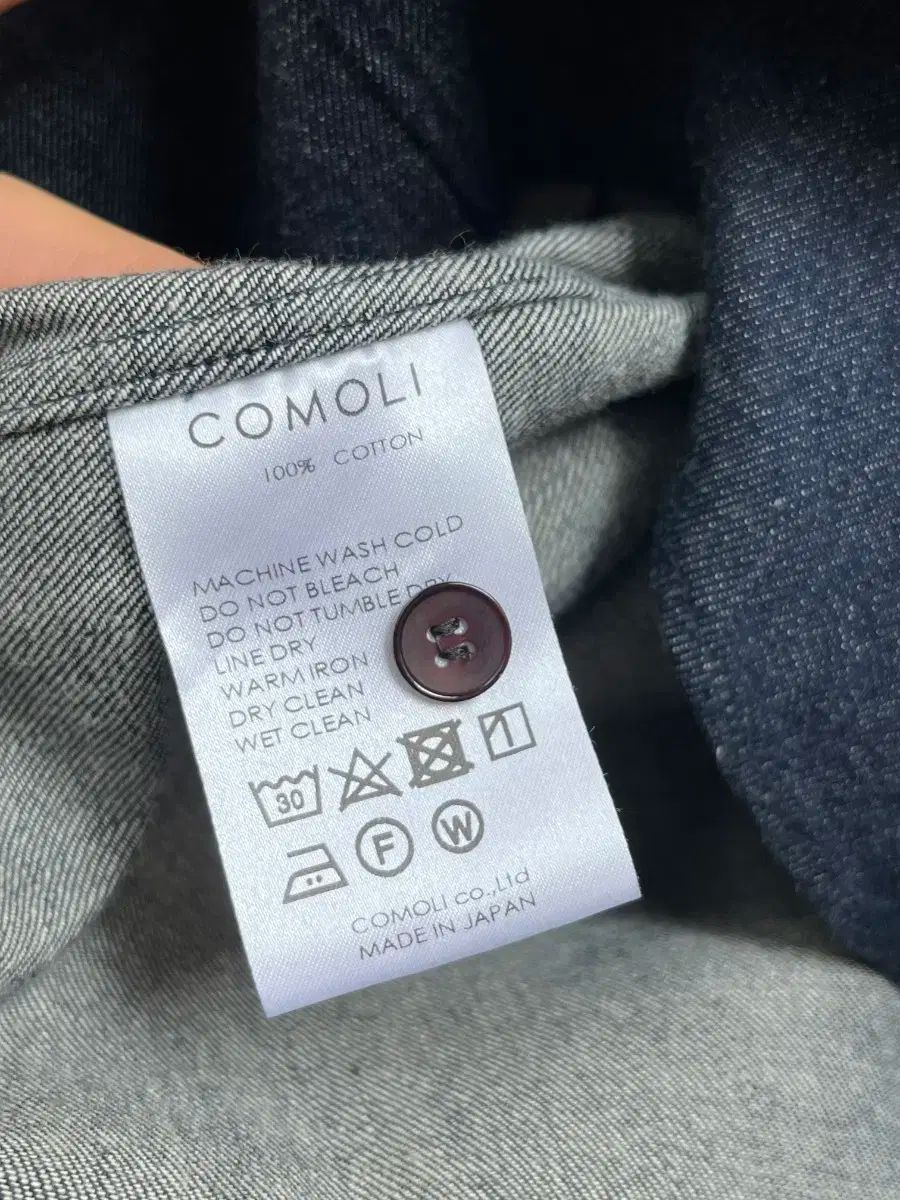 COMOLI
100% COTTON
MACHINE WASH COLD
DO NOT BLEACH
DO NOT TUMBLE DRY
LINE DRY
WARM IRON
DRY CLEAN
WET CLEAN
30
F W
COMOLI co.,Ltd
MADE IN JAPAN